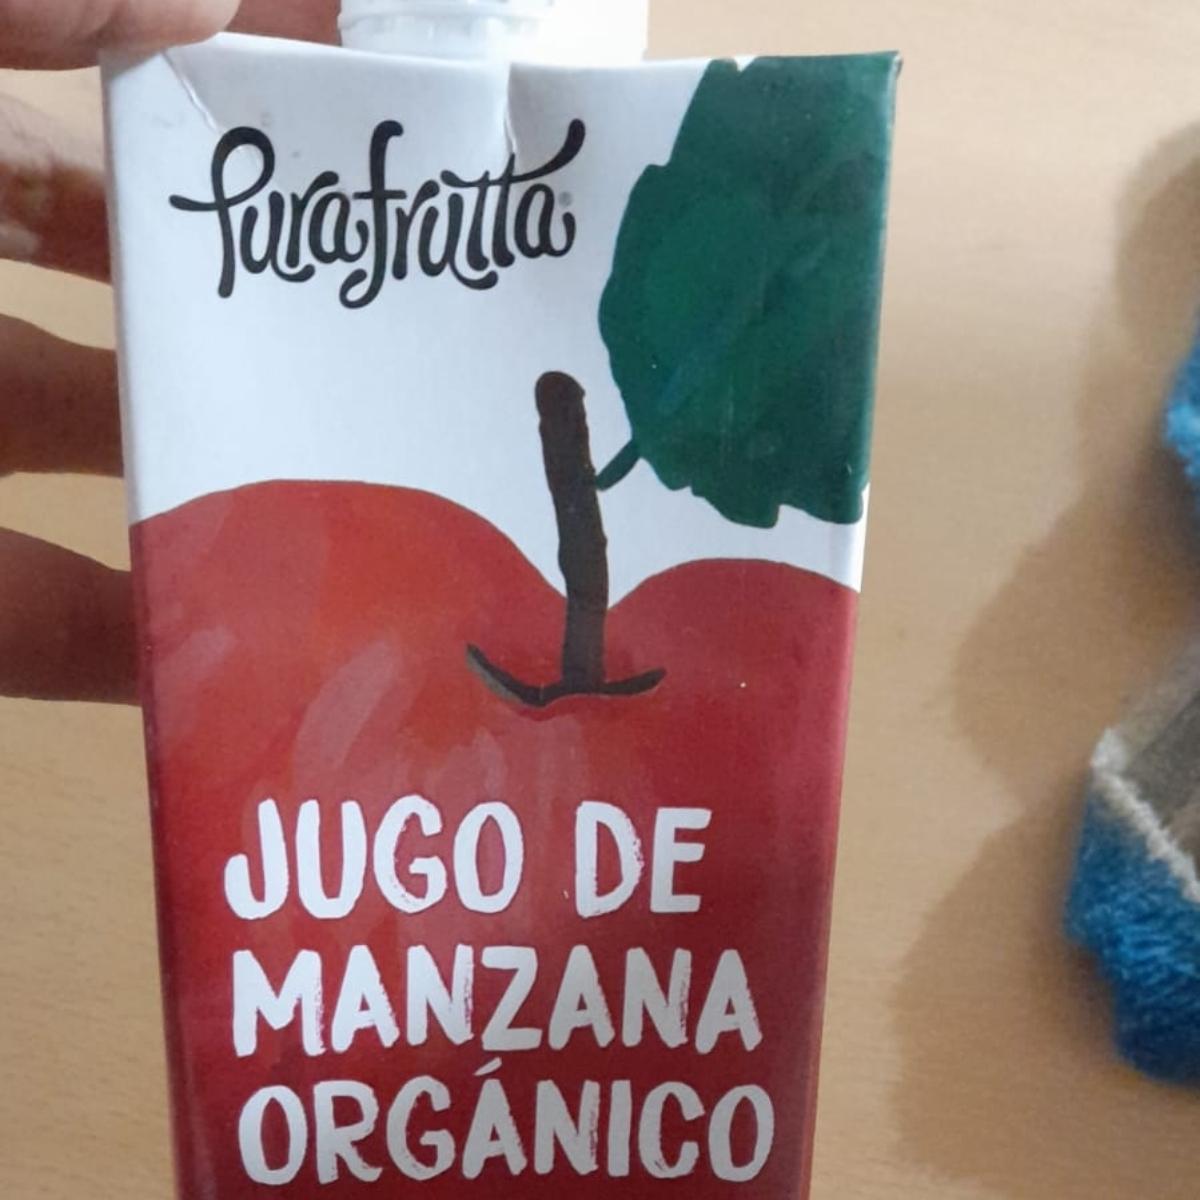 Purafrutta®
JUGO DE
MANZANA
ORGÁNICO